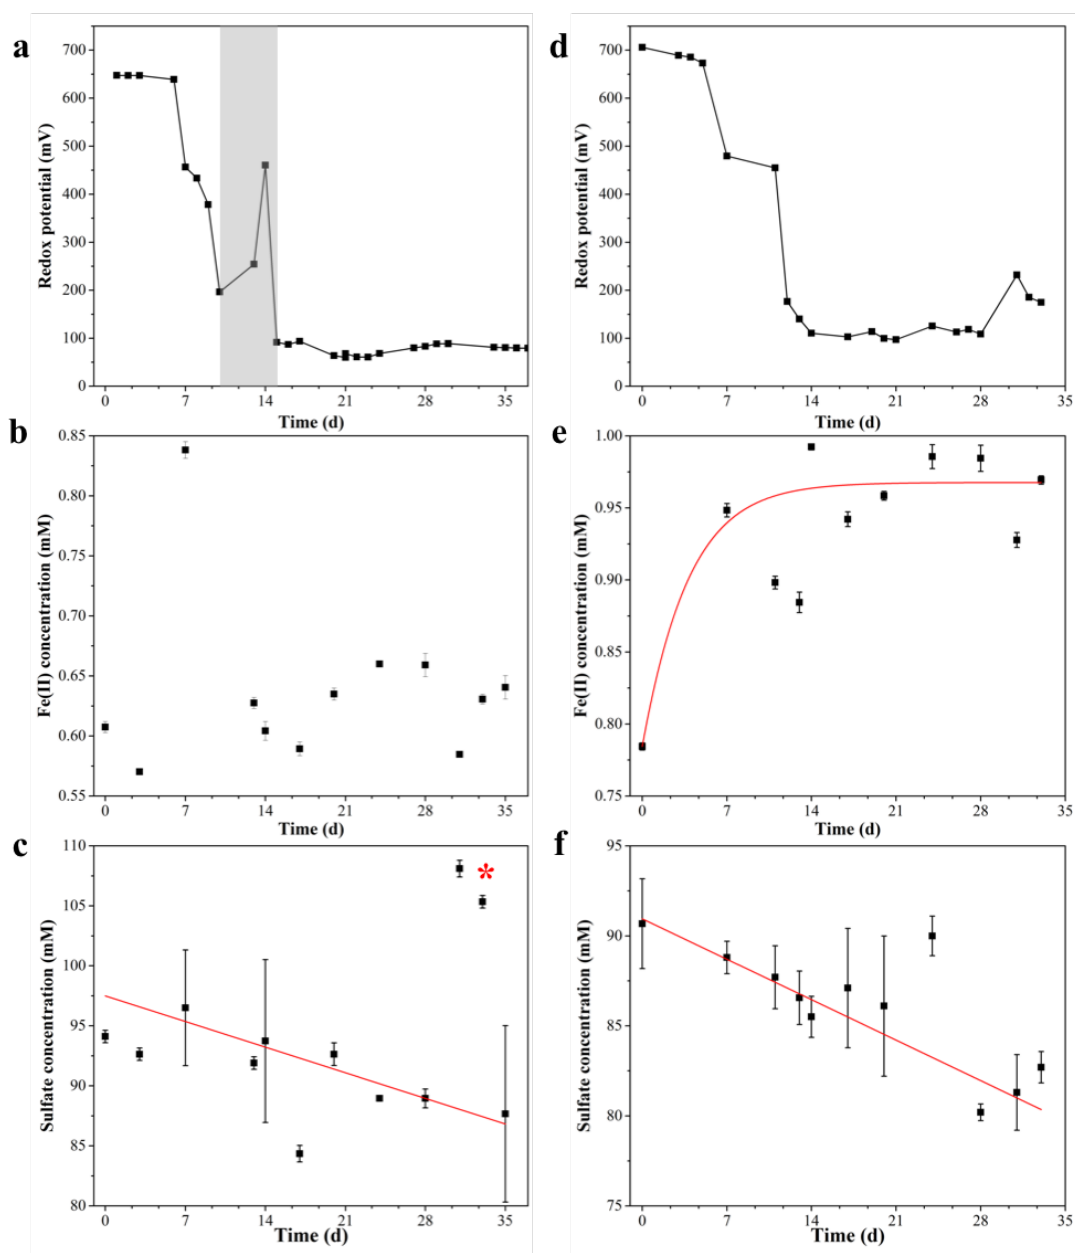 a
Redox potential (mV)
700
600
500
400
300
200
100
0
0 7 14 21 28 35
Time (d)
d
Redox potential (mV)
700
600
500
400
300
200
100
0
0 7 14 21 28 35
Time (d)
b
Fe(II) concentration (mM)
0.85
0.80
0.75
0.70
0.65
0.60
0.55
0 7 14 21 28 35
Time (d)
e
Fe(II) concentration (mM)
1.00
0.95
0.90
0.85
0.80
0.75
0 7 14 21 28 35
Time (d)
c
Sulfate concentration (mM)
110
105
100
95
90
85
80
*
0 7 14 21 28 35
Time (d)
f
Sulfate concentration (mM)
95
90
85
80
75
0 7 14 21 28 35
Time (d)